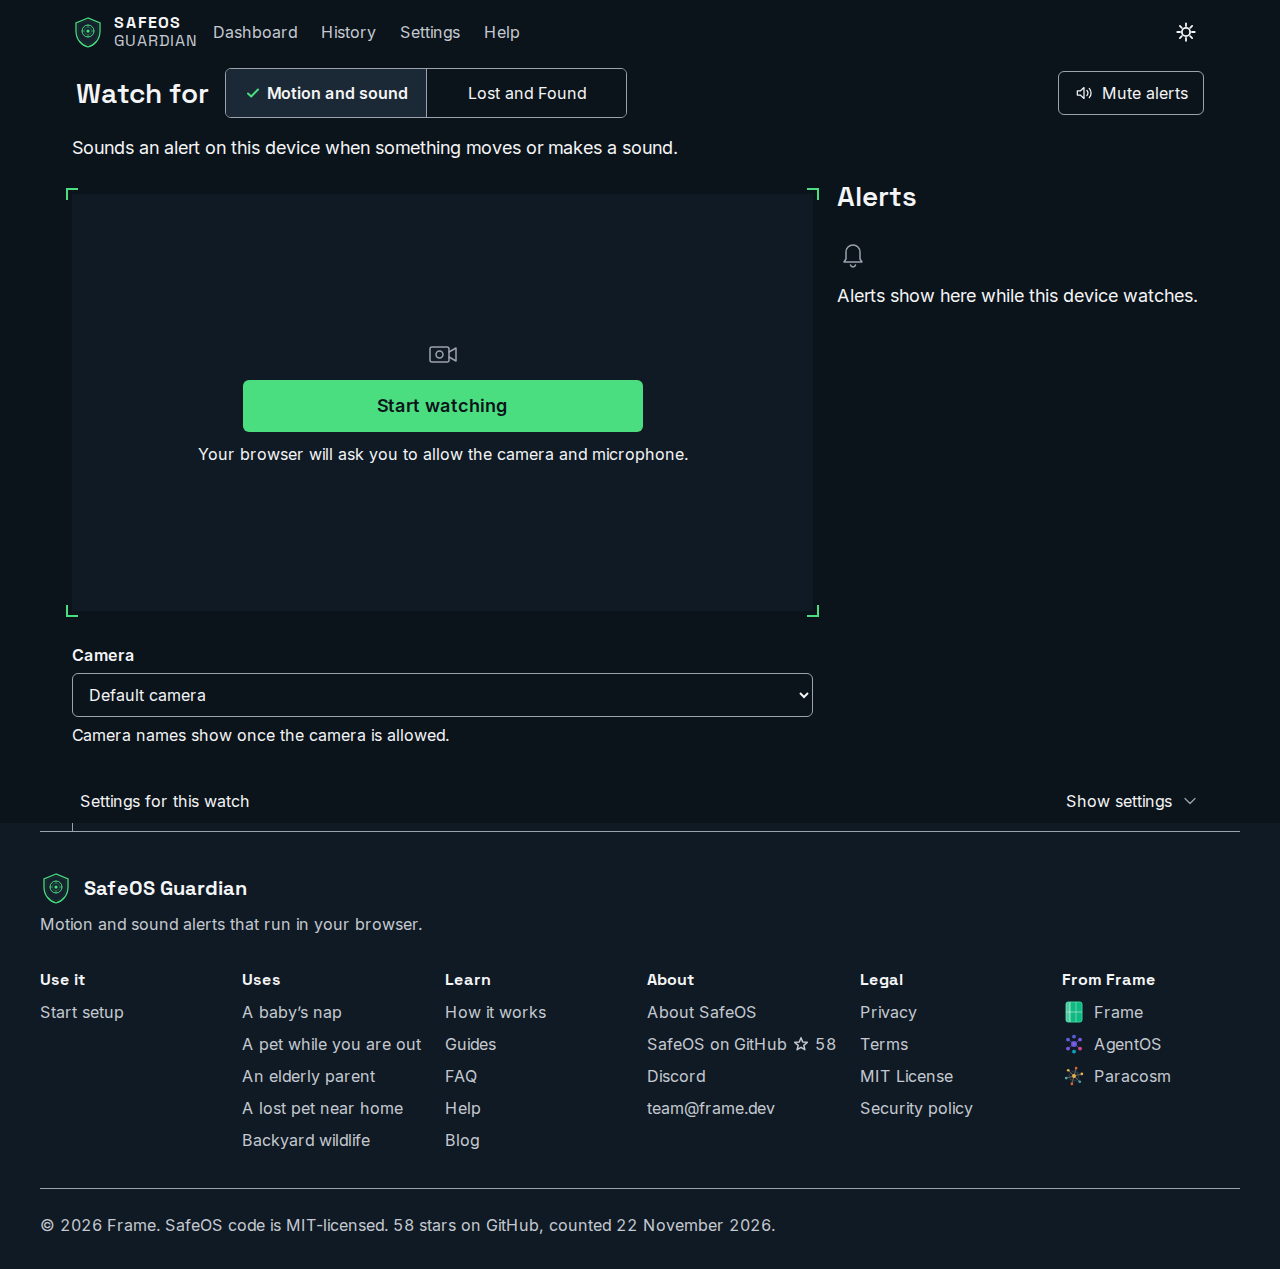 SAFEOS
GUARDIAN
Dashboard
History
Settings
Help
Watch for
Motion and sound
Lost and Found
Mute alerts
Sounds an alert on this device when something moves or makes a sound.
Start watching
Your browser will ask you to allow the camera and microphone.
Alerts
Alerts show here while this device watches.
Camera
Default camera
Camera names show once the camera is allowed.
Settings for this watch
Show settings
SafeOS Guardian
Motion and sound alerts that run in your browser.
Use it
Start setup
Uses
A baby’s nap
A pet while you are out
An elderly parent
A lost pet near home
Backyard wildlife
Learn
How it works
Guides
FAQ
Help
Blog
About
About SafeOS
SafeOS on GitHub ☆ 58
Discord
team@frame.dev
Legal
Privacy
Terms
MIT License
Security policy
From Frame
Frame
AgentOS
Paracosm
© 2026 Frame. SafeOS code is MIT-licensed. 58 stars on GitHub, counted 22 November 2026.